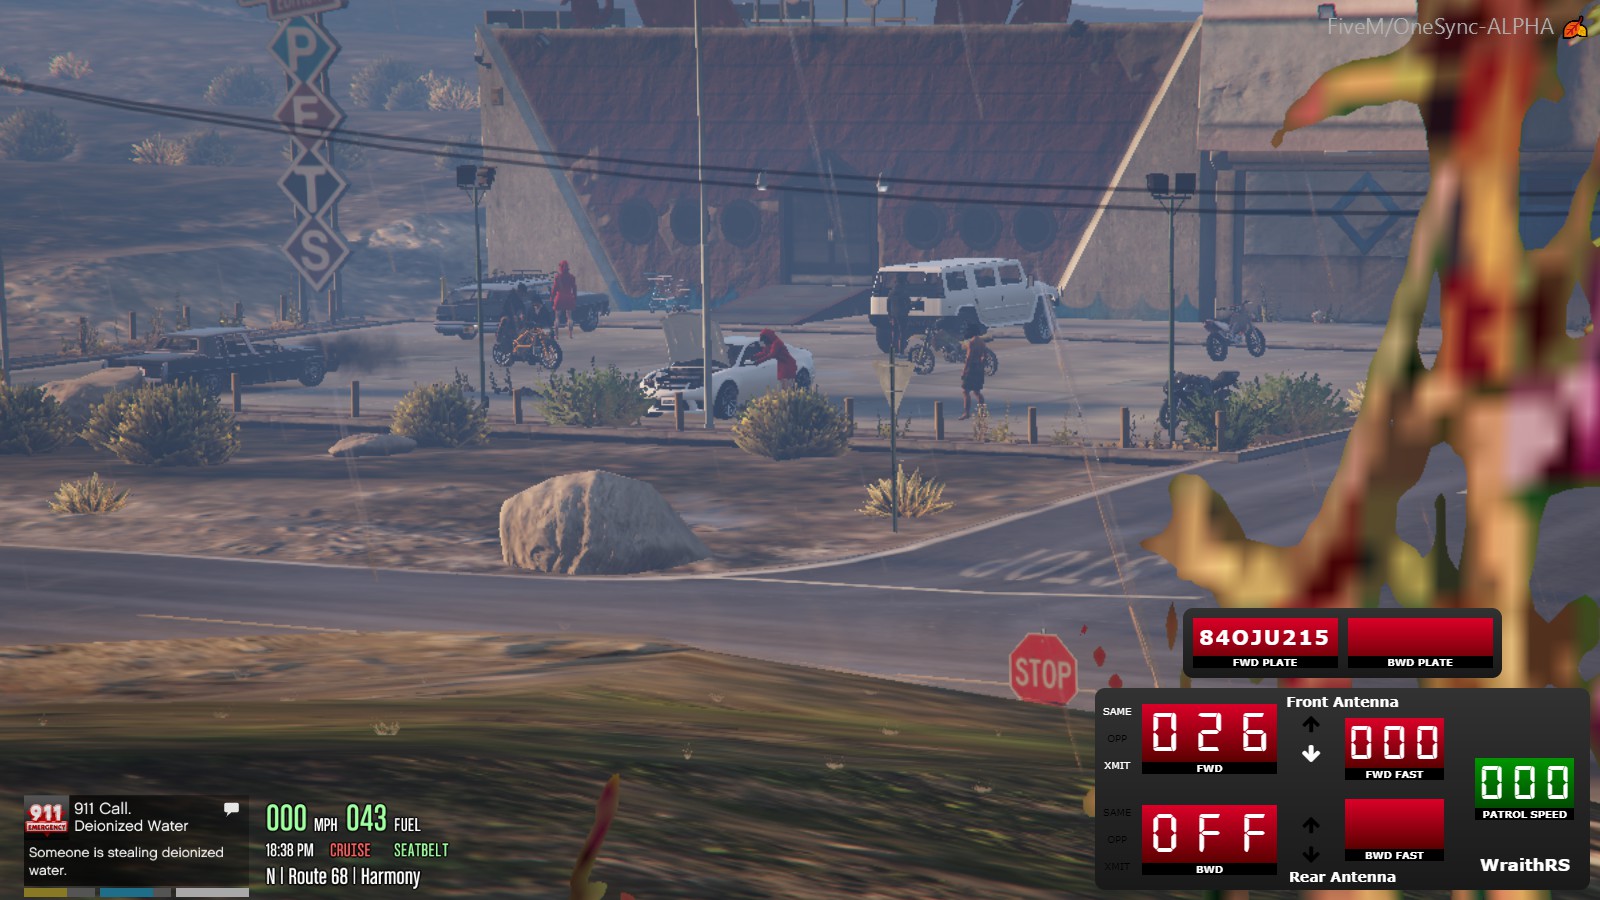 FiveM/OneSync-ALPHA
P
E
T
S
STOP
84OJU215
FWD PLATE
BWD PLATE
Front Antenna
SAME
OPP
XMIT
026
FWD
000
FWD FAST
000
PATROL SPEED
SAME
OPP
XMIT
OFF
BWD
BWD FAST
Rear Antenna
WraithRS
911
EMERGENCY
911 Call.
Deionized Water
Someone is stealing deionized
water.
000 MPH 043 FUEL
18:38 PM CRUISE SEATBELT
N | Route 68 | Harmony